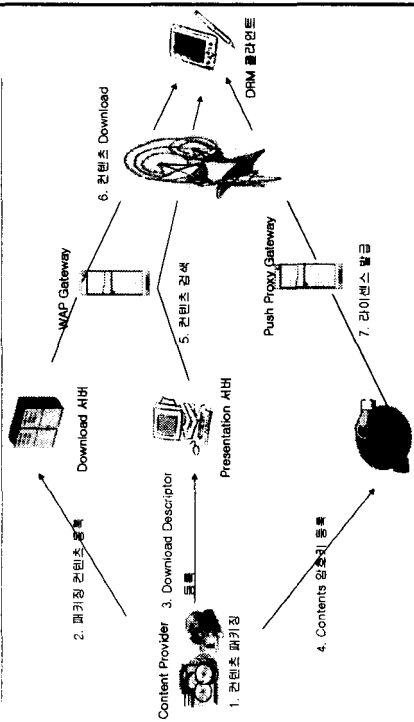 Content Provider
1. 컨텐츠 패키징
2. 패키징 컨텐츠 등록
3. Download Descriptor
등록
4. Contents 암호키 등록
Download 서버
Presentation 서버
WAP Gateway
5. 컨텐츠 검색
Push Proxy Gateway
7. 라이센스 발급
6. 컨텐츠 Download
DRM 클라인트